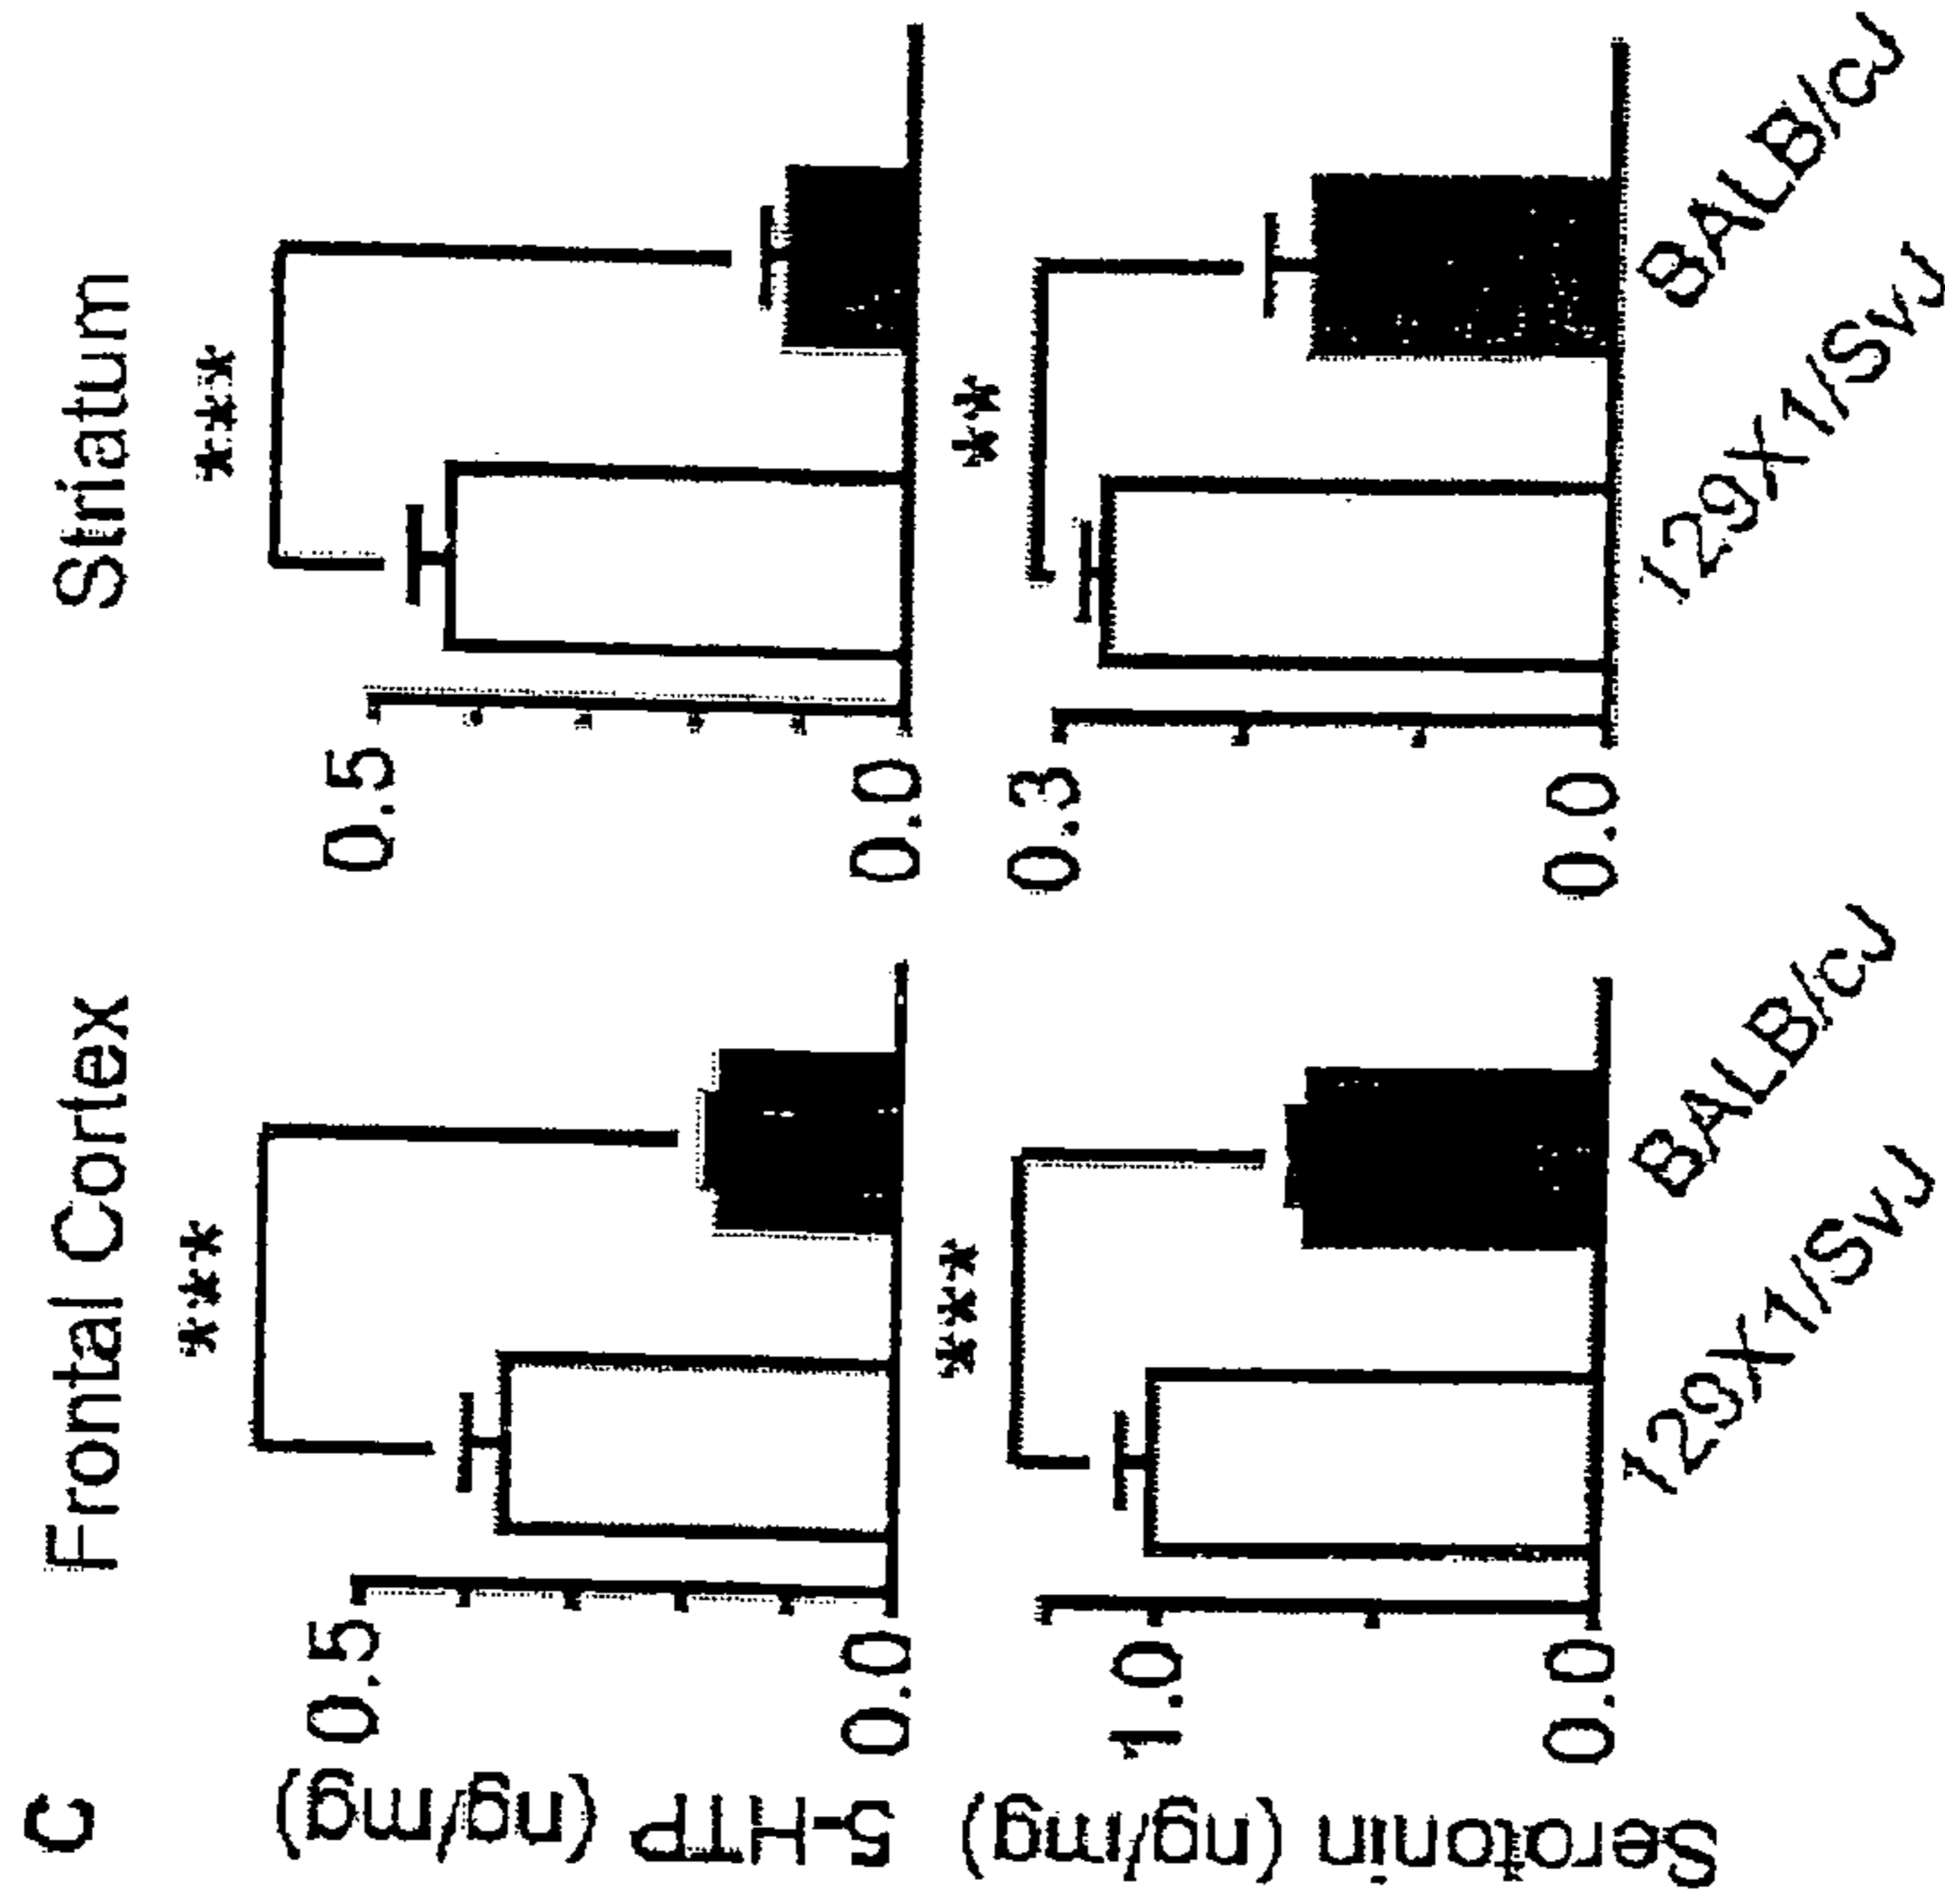 C
Frontal Cortex
Striatum
5-HTP (ng/mg)
0.5
0.0
***
0.5
0.0
***
Serotonin (ng/mg)
1.0
0.0
***
0.3
0.0
**
129X1/SvJ
BALB/cJ
129X1/SvJ
BALB/cJ